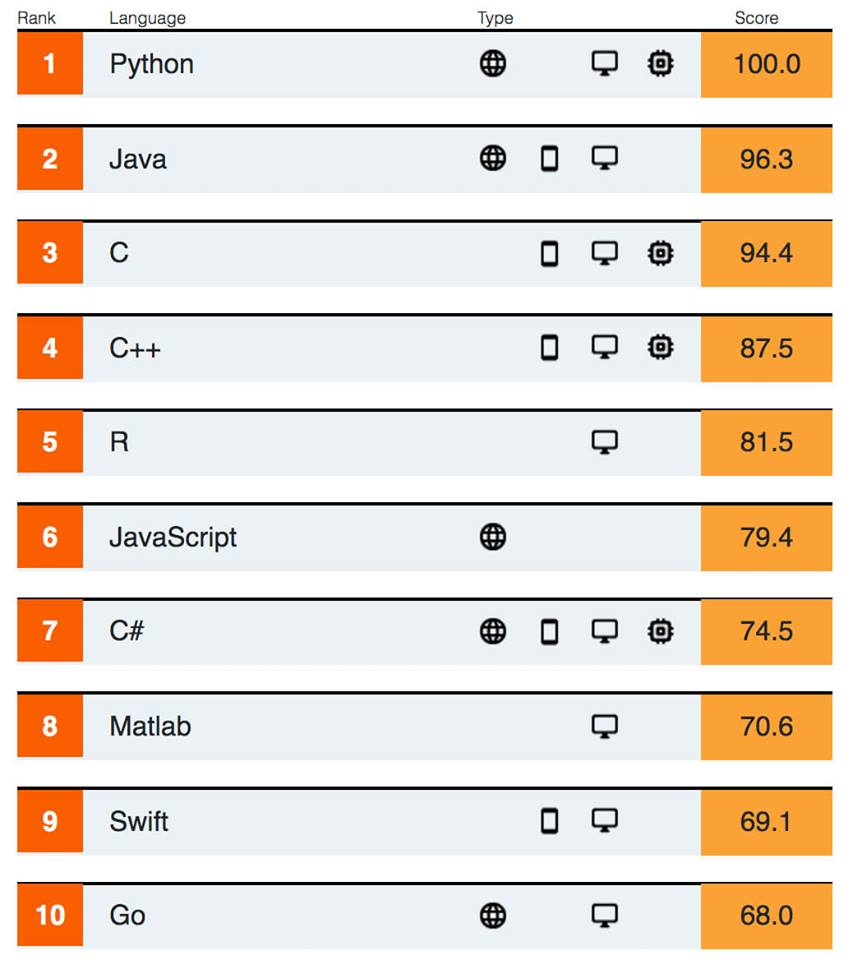 Rank Language Type Score
1 Python 100.0
2 Java 96.3
3 C 94.4
4 C++ 87.5
5 R 81.5
6 JavaScript 79.4
7 C# 74.5
8 Matlab 70.6
9 Swift 69.1
10 Go 68.0